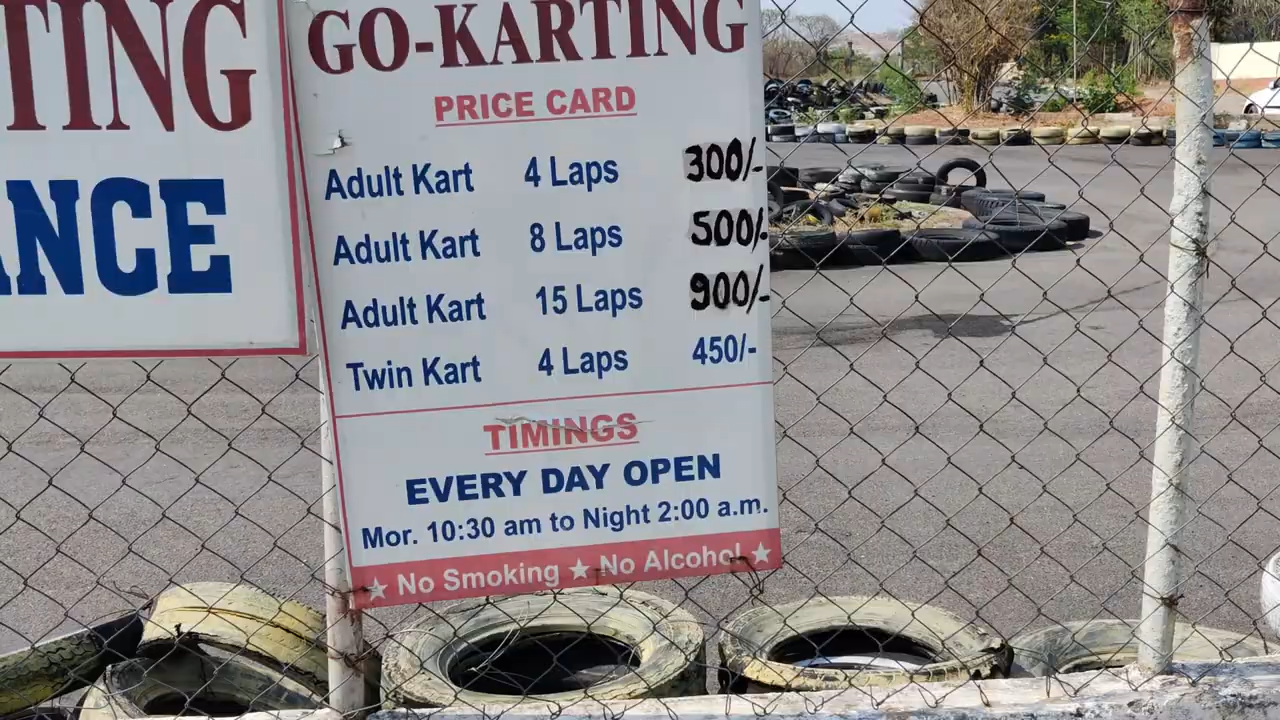 TING
ANCE
GO-KARTING
PRICE CARD
Adult Kart 4 Laps 300/-
Adult Kart 8 Laps 500/-
Adult Kart 15 Laps 900/-
Twin Kart 4 Laps 450/-
TIMINGS
EVERY DAY OPEN
Mor. 10:30 am to Night 2:00 a.m.
★ No Smoking ★ No Alcohol ★